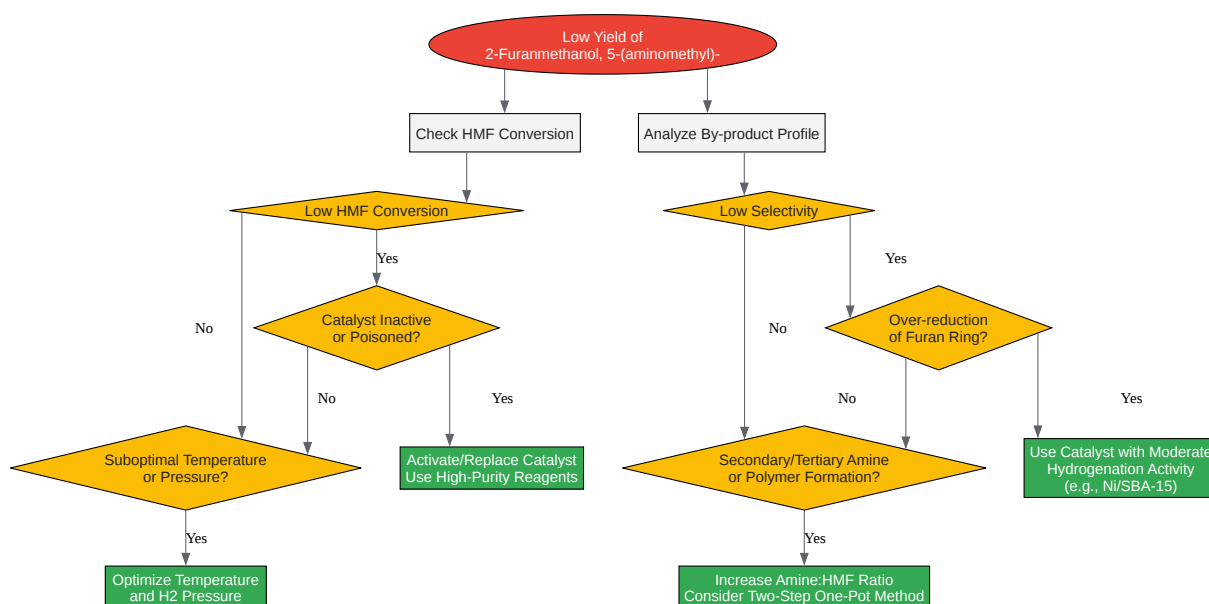 Low Yield of
2-Furanmethanol, 5-(aminomethyl)-
Check HMF Conversion
Analyze By-product Profile
Low HMF Conversion
Low Selectivity
Yes
Yes
Catalyst Inactive
or Poisoned?
Over-reduction
of Furan Ring?
No
No
No
Yes
No
Yes
Suboptimal Temperature
or Pressure?
Activate/Replace Catalyst
Use High-Purity Reagents
Secondary/Tertiary Amine
or Polymer Formation?
Use Catalyst with Moderate
Hydrogenation Activity
(e.g., Ni/SBA-15)
Yes
Yes
Optimize Temperature
and H2 Pressure
Increase Amine:HMF Ratio
Consider Two-Step One-Pot Method